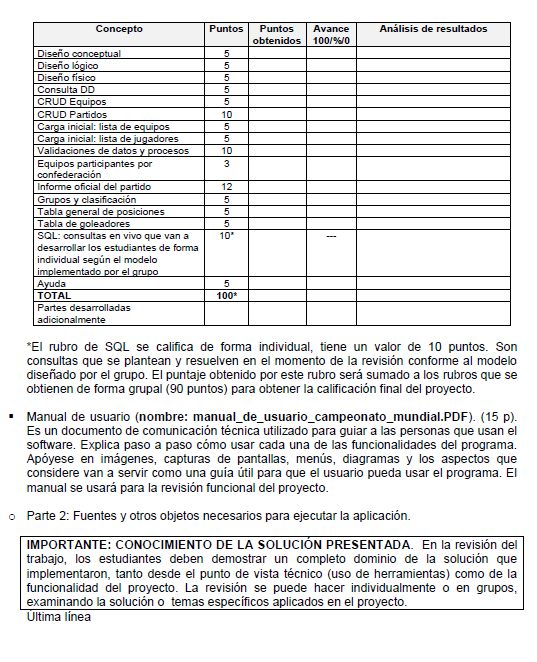 Concepto Puntos Puntos obtenidos Avance 100/%/0 Análisis de resultados
Diseño conceptual 5
Diseño lógico 5
Diseño físico 5
Consulta DD 5
CRUD Equipos 5
CRUD Partidos 10
Carga inicial: lista de equipos 5
Carga inicial: lista de jugadores 5
Validaciones de datos y procesos 10
Equipos participantes por 3
confederación
Informe oficial del partido 12
Grupos y clasificación 5
Tabla general de posiciones 5
Tabla de goleadores 5
SQL: consultas en vivo que van a 10* ---
desarrollar los estudiantes de forma
individual según el modelo
implementado por el grupo
Ayuda 5
TOTAL 100*
Partes desarrolladas
adicionalmente
*El rubro de SQL se califica de forma individual, tiene un valor de 10 puntos. Son
consultas que se plantean y resuelven en el momento de la revisión conforme al modelo
diseñado por el grupo. El puntaje obtenido por este rubro será sumado a los rubros que se
obtienen de forma grupal (90 puntos) para obtener la calificación final del proyecto.
▪ Manual de usuario (nombre: manual_de_usuario_campeonato_mundial.PDF). (15 p).
Es un documento de comunicación técnica utilizado para guiar a las personas que usan el
software. Explica paso a paso cómo usar cada una de las funcionalidades del programa.
Apóyese en imágenes, capturas de pantallas, menús, diagramas y los aspectos que
considere van a servir como una guía útil para que el usuario pueda usar el programa. El
manual se usará para la revisión funcional del proyecto.
o Parte 2: Fuentes y otros objetos necesarios para ejecutar la aplicación.
IMPORTANTE: CONOCIMIENTO DE LA SOLUCIÓN PRESENTADA. En la revisión del
trabajo, los estudiantes deben demostrar un completo dominio de la solución que
implementaron, tanto desde el punto de vista técnico (uso de herramientas) como de la
funcionalidad del proyecto. La revisión se puede hacer individualmente o en grupos,
examinando la solución o temas específicos aplicados en el proyecto.
Última línea